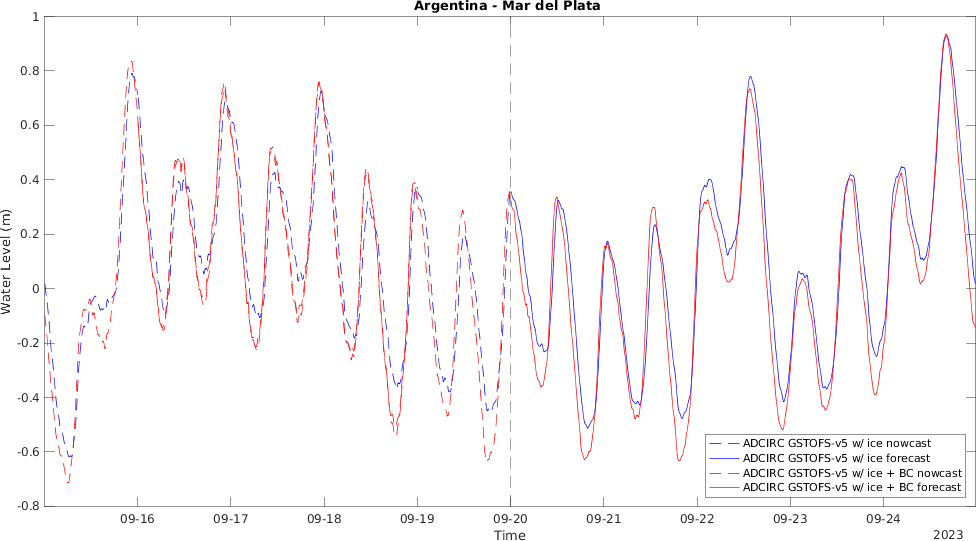 Argentina - Mar del Plata
1
0.8
0.6
0.4
0.2
0
-0.2
-0.4
-0.6
-0.8
Water Level (m)
ADCIRC GSTOFS-v5 w/ ice nowcast
ADCIRC GSTOFS-v5 w/ ice forecast
ADCIRC GSTOFS-v5 w/ ice + BC nowcast
ADCIRC GSTOFS-v5 w/ ice + BC forecast
09-16 09-17 09-18 09-19 09-20 09-21 09-22 09-23 09-24
Time
2023